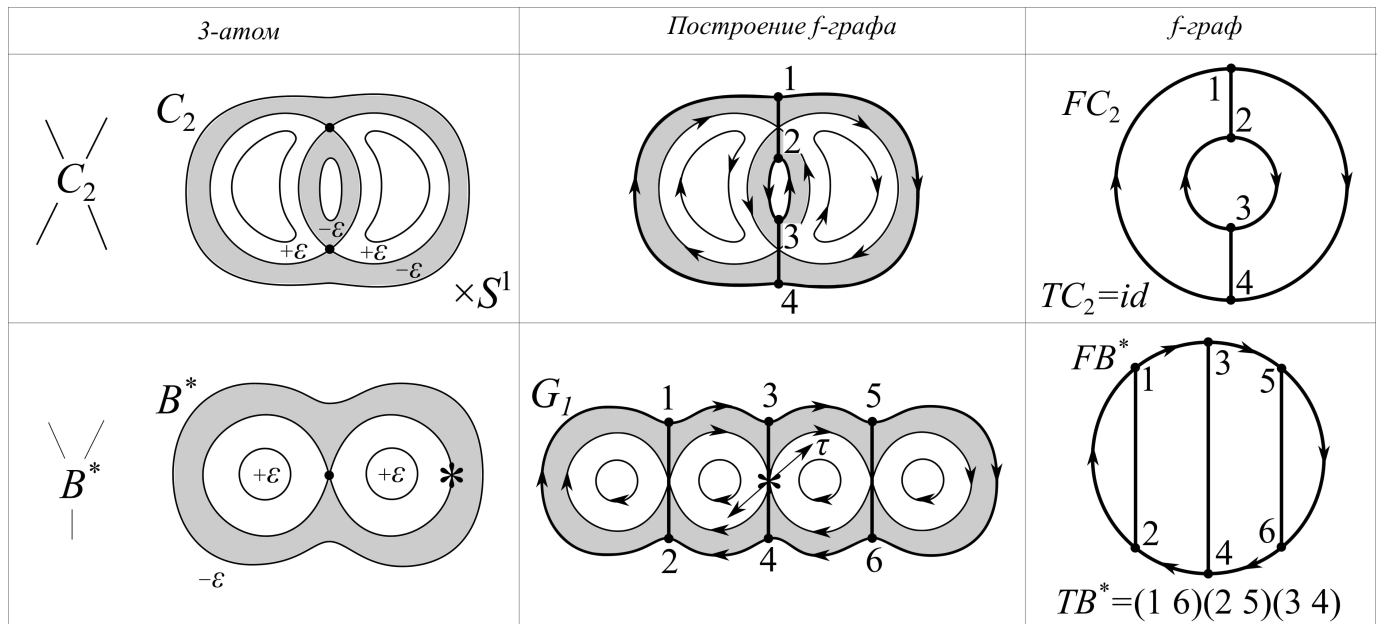 3-атом
Построение f-графа
f-граф
C₂
C₂
+ε
−ε
+ε
−ε
×S¹
1
2
3
4
FC₂
1
2
3
4
TC₂=id
B*
B*
+ε
+ε
*
−ε
G₁
1
3
5
τ
*
2
4
6
FB*
1
3
5
2
4
6
TB*=(1 6)(2 5)(3 4)